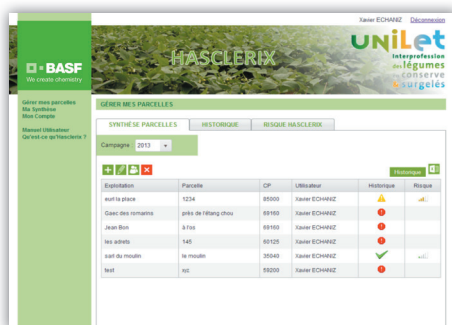 Xavier ECHANIZ Déconnexion
BASF
We create chemistry
HASCLERIX
UNILet
Interprofession
des légumes
en conserve
& surgelés
Gérer mes parcelles
Ma Synthèse
Mon Compte
Manuel Utilisateur
Qu'est-ce qu'Hasclerix ?
GÉRER MES PARCELLES
SYNTHÈSE PARCELLES HISTORIQUE RISQUE HASCLERIX
Campagne 2013
Historique
Exploitation Parcelle CP Utilisateur Historique Risque
eurl la place 1234 85000 Xavier ECHANIZ
Gaec des romarins près de l'étang chou 69160 Xavier ECHANIZ
Jean Bon à l'os 69160 Xavier ECHANIZ
les adrets 145 60125 Xavier ECHANIZ
sarl du moulin le moulin 35040 Xavier ECHANIZ
test xjz 59200 Xavier ECHANIZ